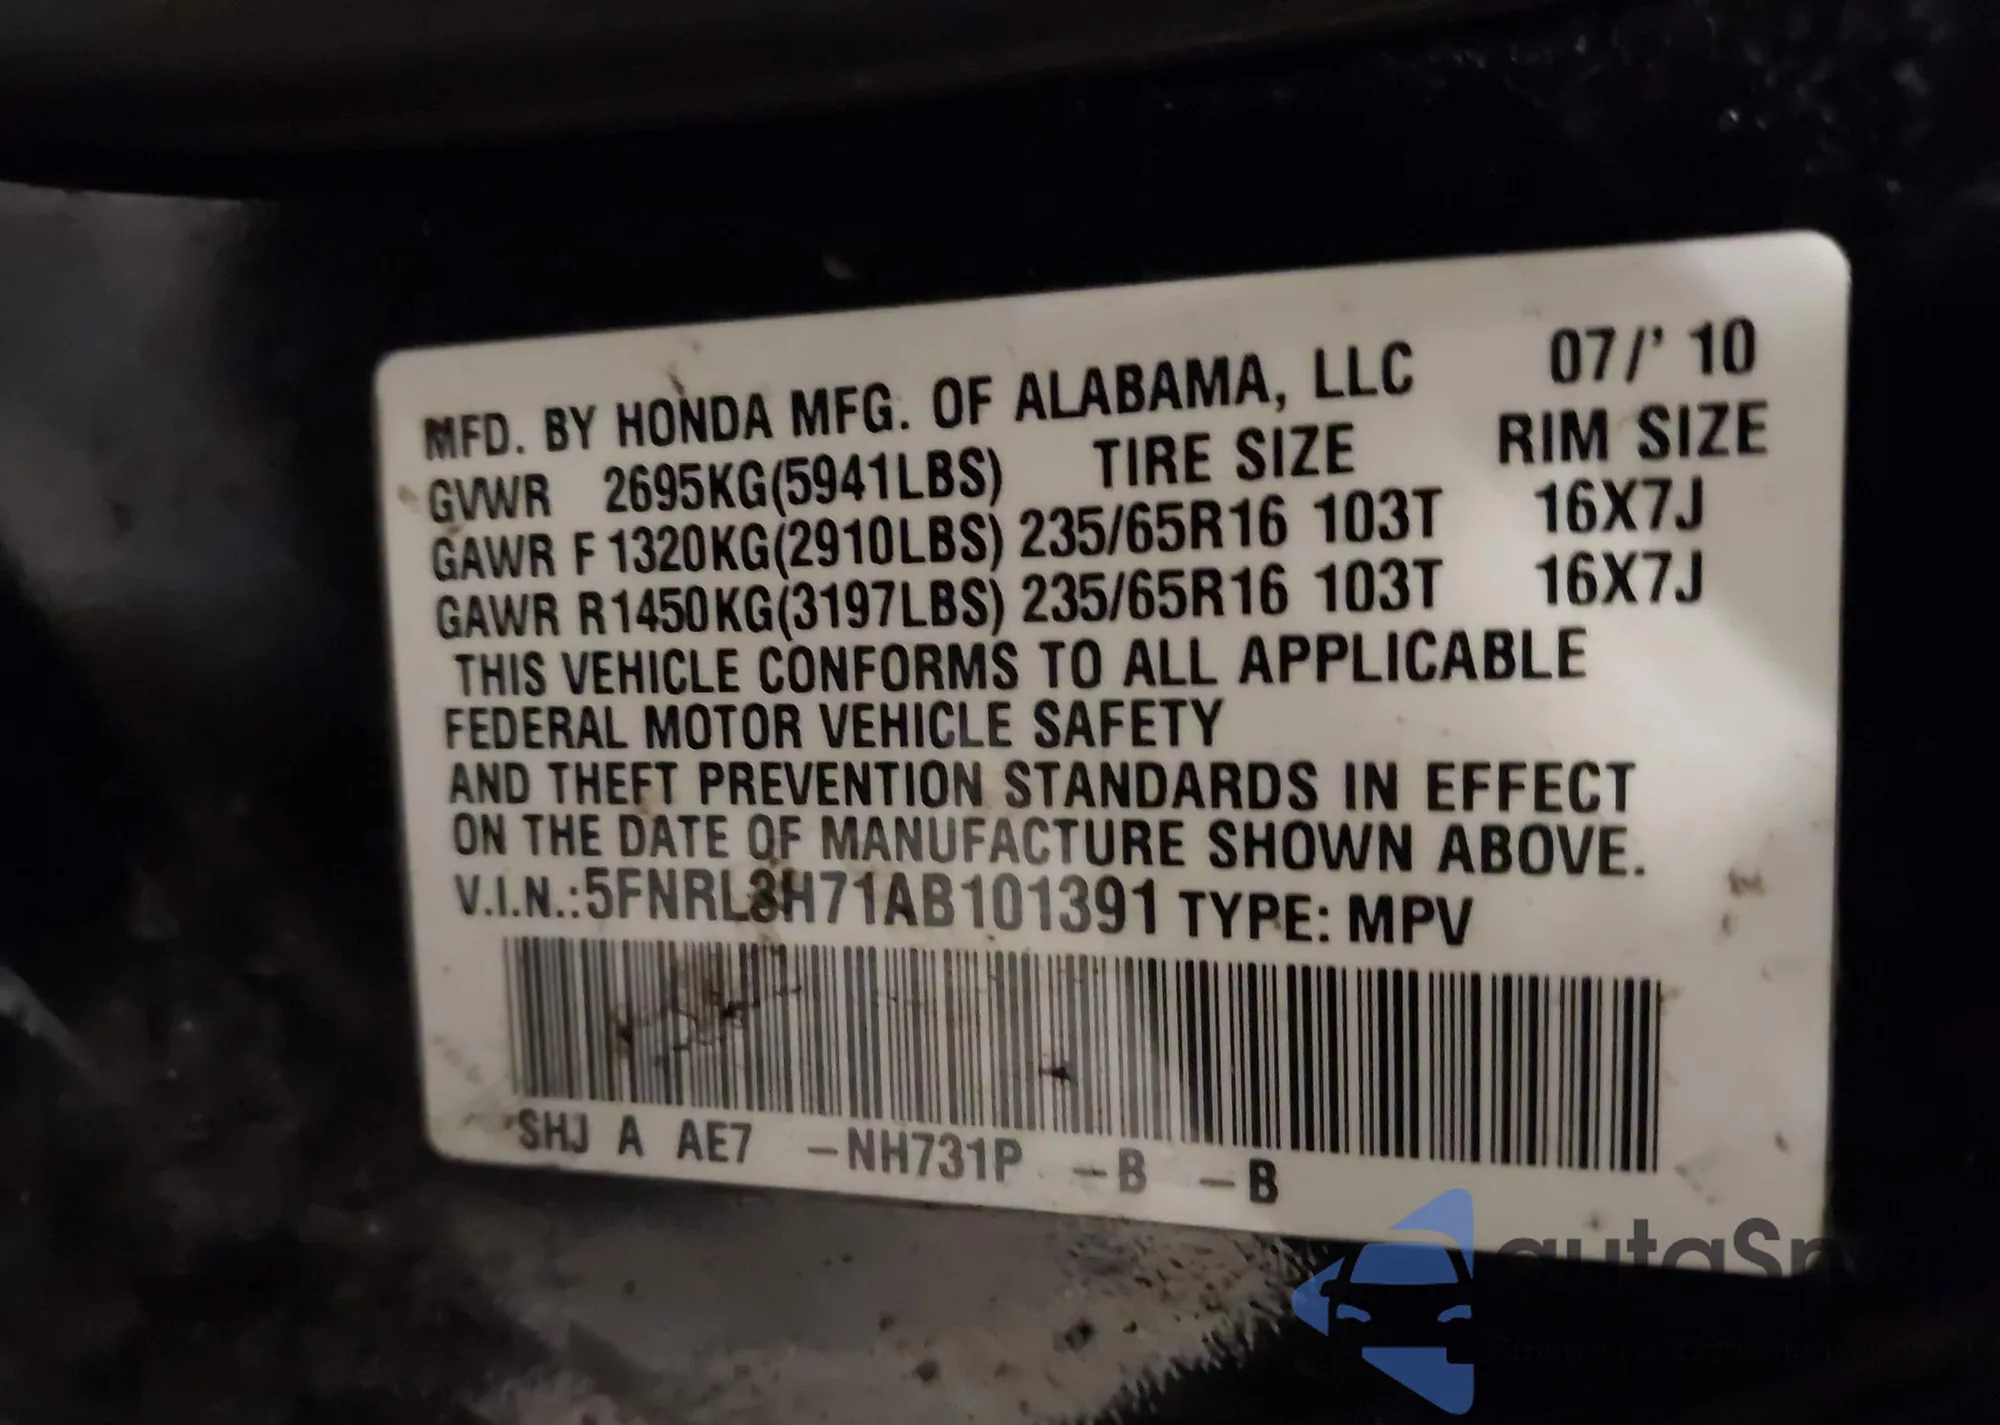 MFD. BY HONDA MFG. OF ALABAMA, LLC 07/' 10
GVWR 2695KG(5941LBS) TIRE SIZE RIM SIZE
GAWR F 1320KG(2910LBS) 235/65R16 103T 16X7J
GAWR R1450KG(3197LBS) 235/65R16 103T 16X7J
THIS VEHICLE CONFORMS TO ALL APPLICABLE
FEDERAL MOTOR VEHICLE SAFETY
AND THEFT PREVENTION STANDARDS IN EFFECT
ON THE DATE OF MANUFACTURE SHOWN ABOVE.
V.I.N.:5FNRL3H71AB101391 TYPE: MPV
SHJ A AE7 -NH731P -B -B